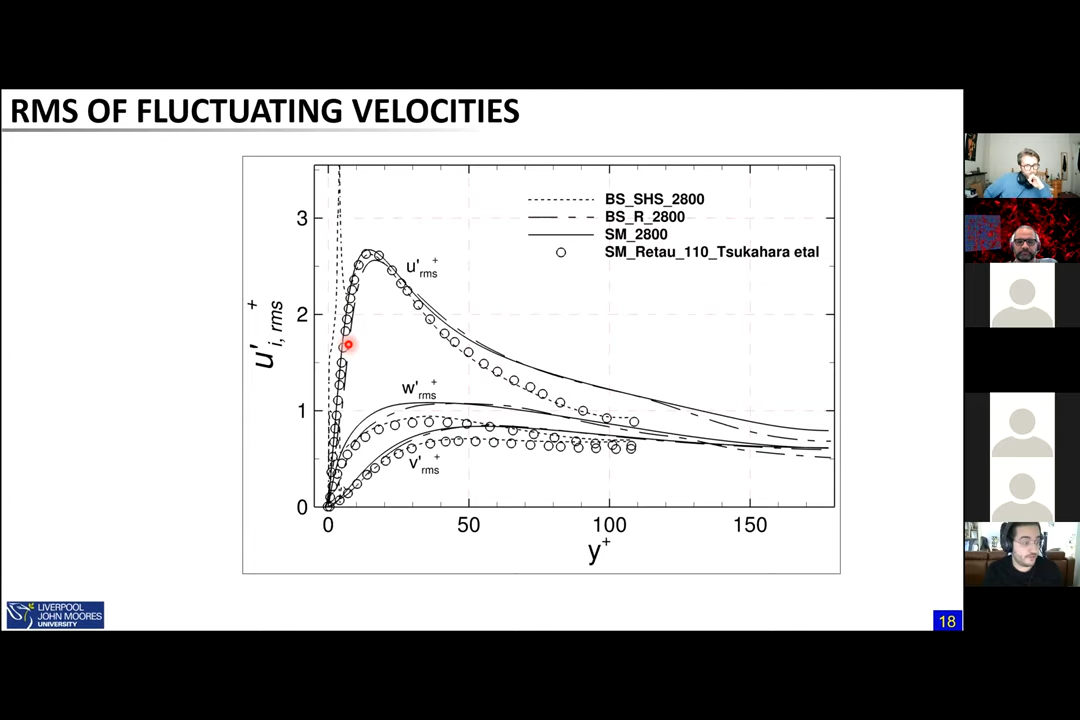 RMS OF FLUCTUATING VELOCITIES
BS_SHS_2800
BS_R_2800
SM_2800
SM_Retau_110_Tsukahara etal
3
2
1
0
u'rms+
w'rms+
v'rms+
u'i, rms+
0 50 100 150
y+
LIVERPOOL
JOHN MOORES
UNIVERSITY
18